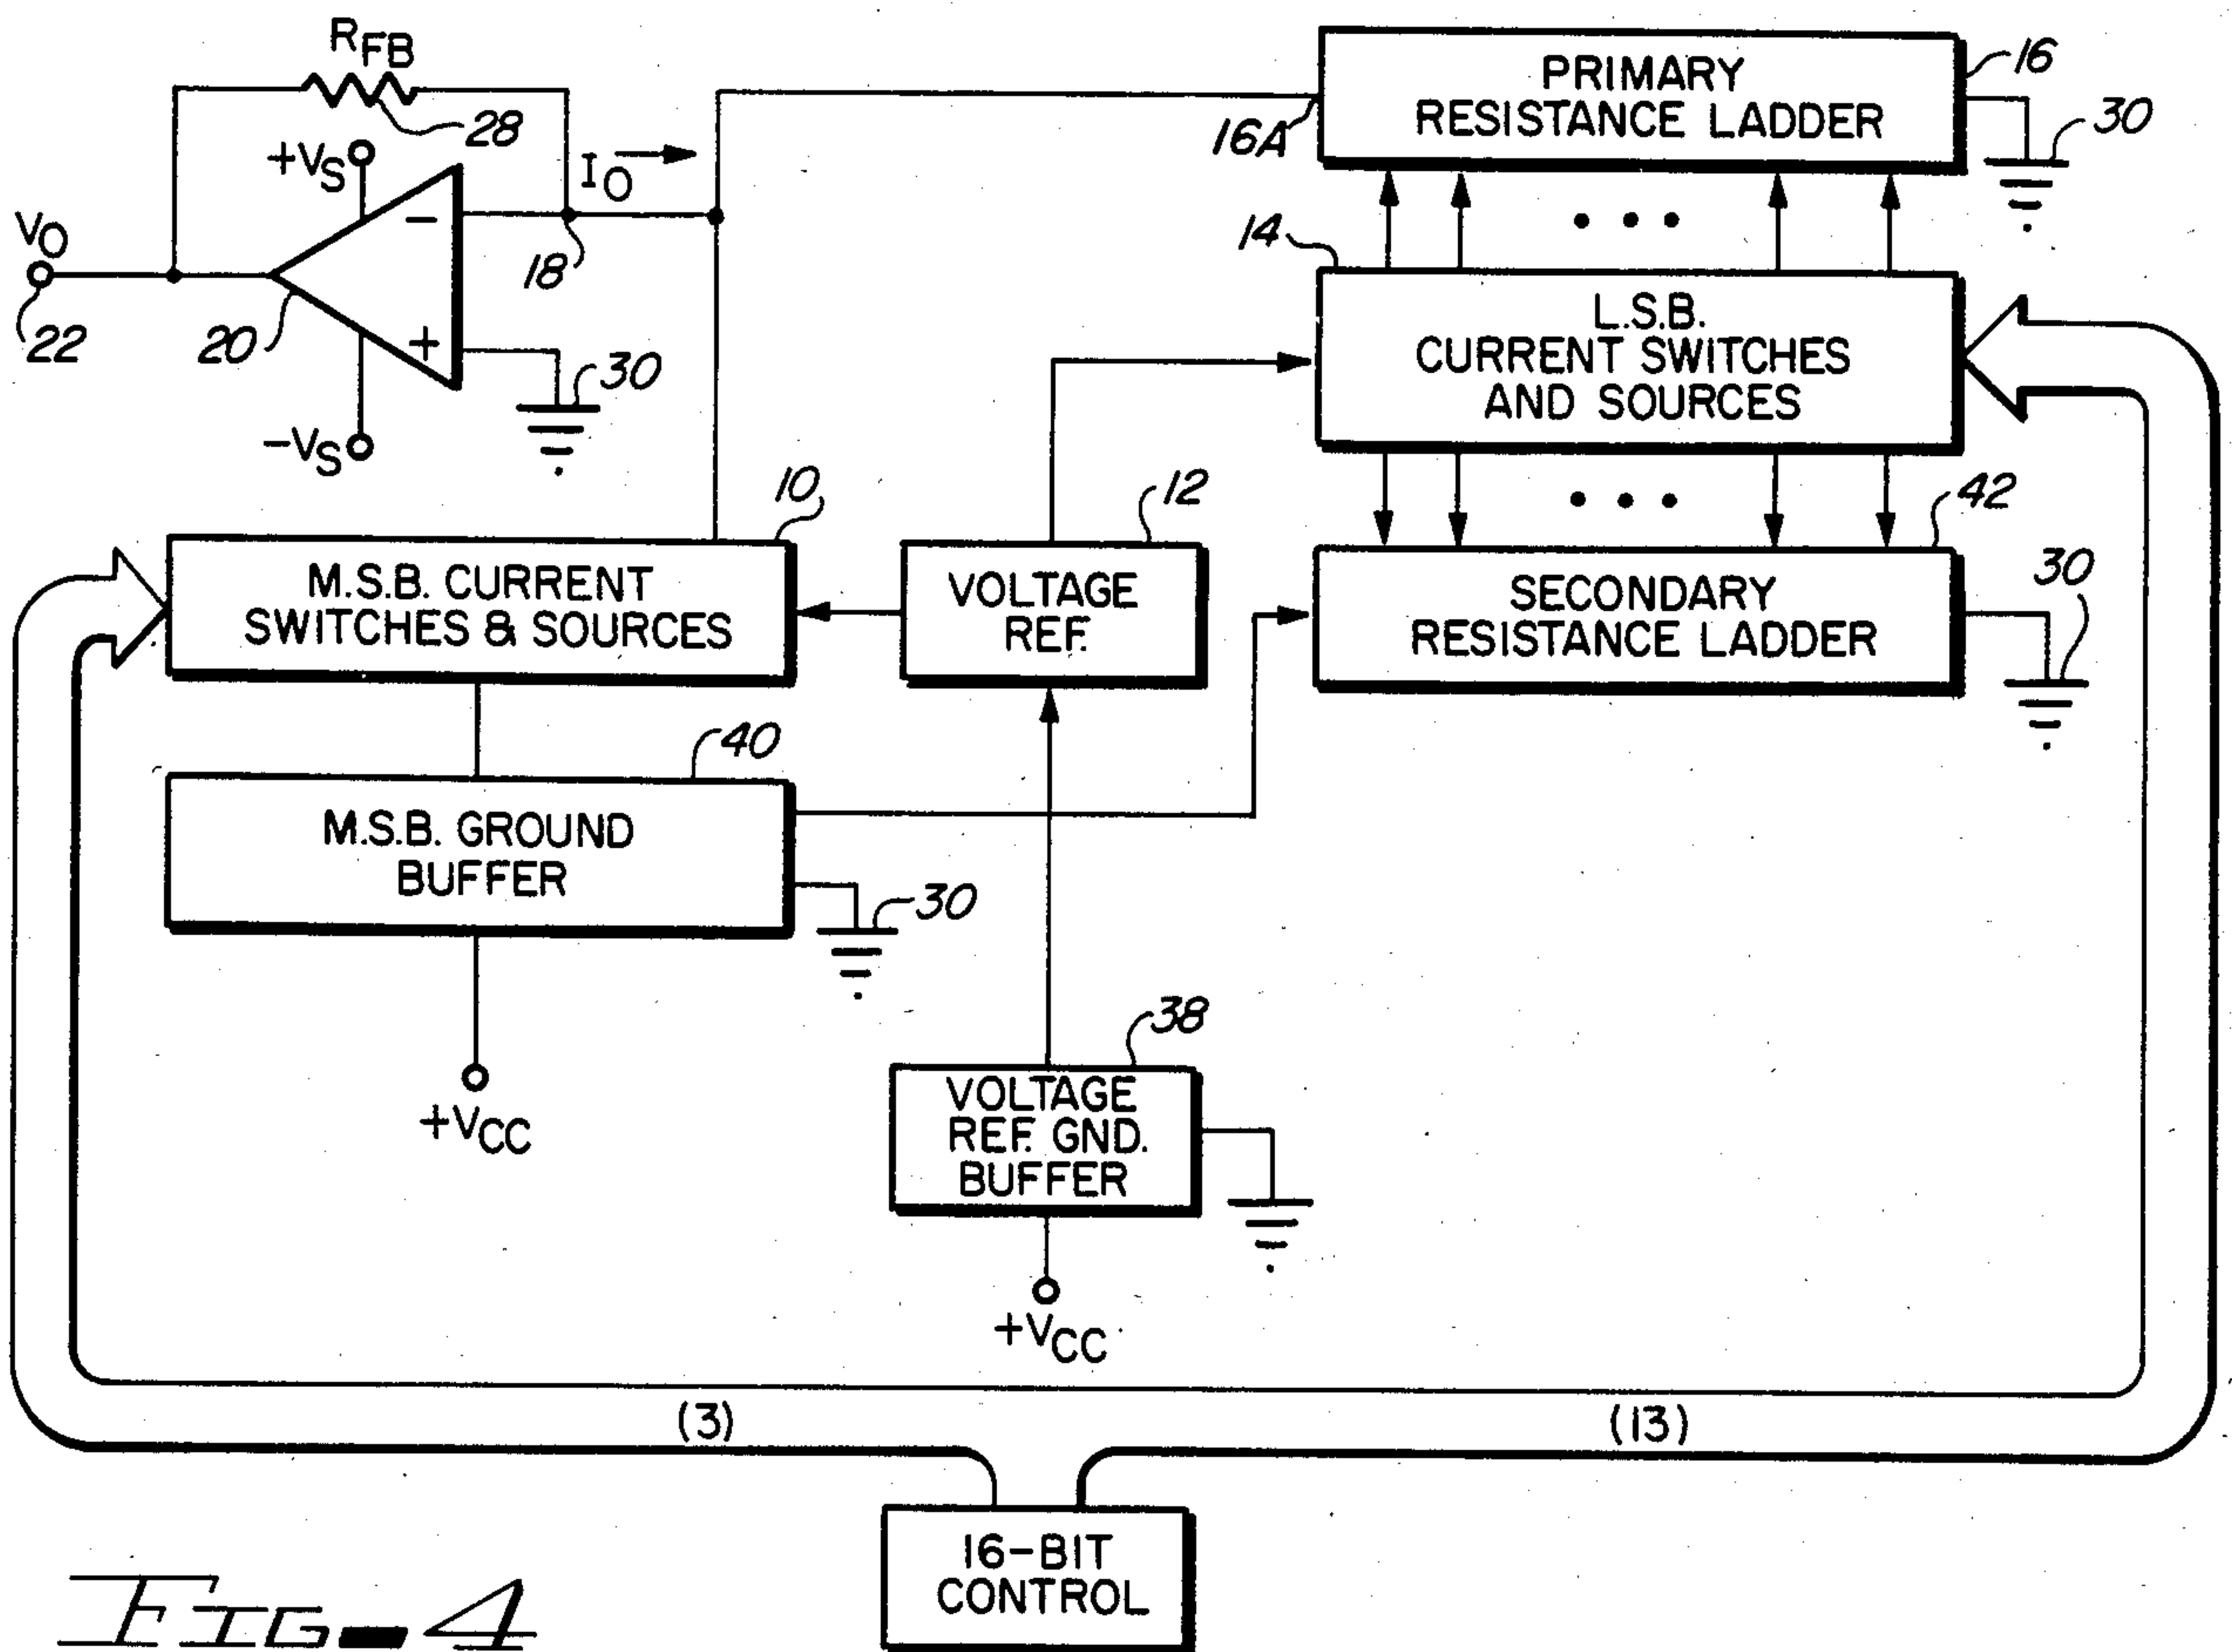 RFB
28
+VS
IO
VO
22
20
-
+
18
-VS
30
16A
PRIMARY
RESISTANCE LADDER
16
30
14
L.S.B.
CURRENT SWITCHES
AND SOURCES
10
M.S.B. CURRENT
SWITCHES & SOURCES
12
VOLTAGE
REF.
42
SECONDARY
RESISTANCE LADDER
30
40
M.S.B. GROUND
BUFFER
30
+VCC
38
VOLTAGE
REF. GND.
BUFFER
+VCC
(3)
(13)
16-BIT
CONTROL
FIG-4